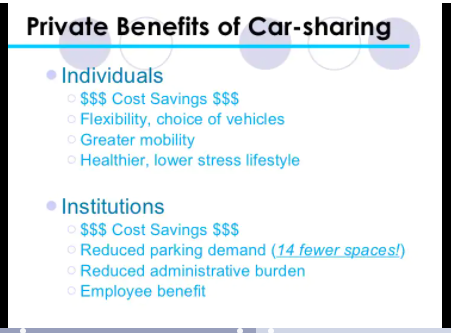 Private Benefits of Car-sharing
Individuals
$$$ Cost Savings $$$
Flexibility, choice of vehicles
Greater mobility
Healthier, lower stress lifestyle
Institutions
$$$ Cost Savings $$$
Reduced parking demand (14 fewer spaces!)
Reduced administrative burden
Employee benefit